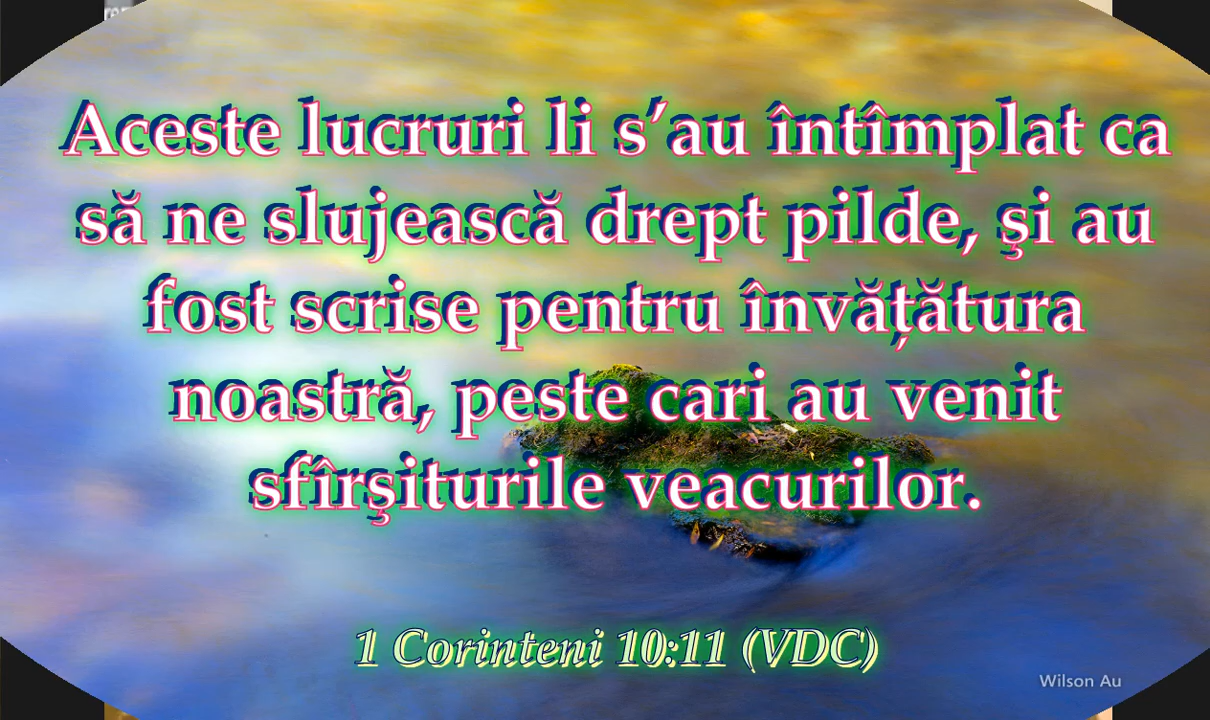 Aceste lucruri li s’au întîmplat ca
să ne slujească drept pilde, şi au
fost scrise pentru învăţătura
noastră, peste cari au venit
sfîrşiturile veacurilor.
1 Corinteni 10:11 (VDC)
Wilson Au